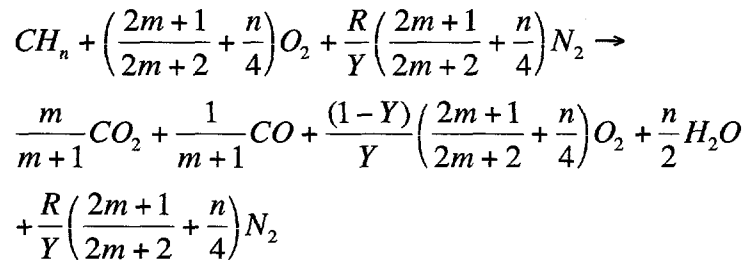 CH_n + ( (2m+1)/(2m+2) + n/4 ) O_2 + R/Y ( (2m+1)/(2m+2) + n/4 ) N_2 →
m/(m+1) CO_2 + 1/(m+1) CO + (1−Y)/Y ( (2m+1)/(2m+2) + n/4 ) O_2 + n/2 H_2O
+ R/Y ( (2m+1)/(2m+2) + n/4 ) N_2